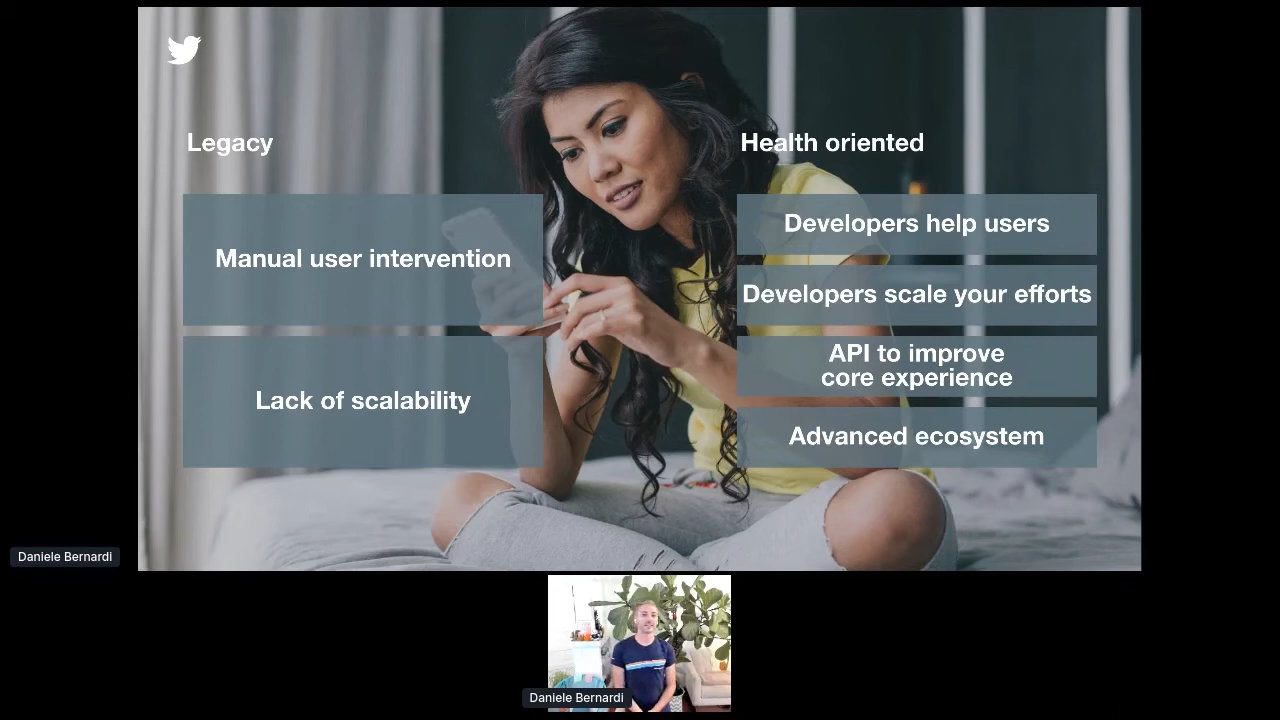 Legacy
Manual user intervention
Lack of scalability
Health oriented
Developers help users
Developers scale your efforts
API to improve
core experience
Advanced ecosystem
Daniele Bernardi
Daniele Bernardi